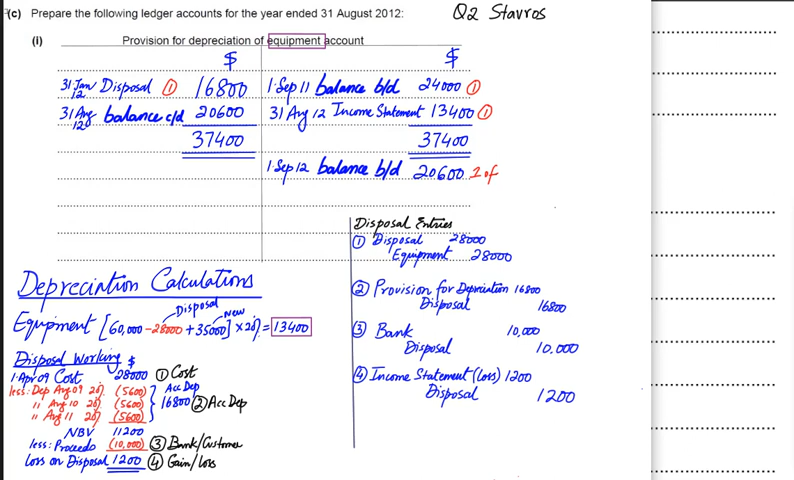 (c) Prepare the following ledger accounts for the year ended 31 August 2012:
Q2 Stavros
(i) Provision for depreciation of equipment account
$ $
31 Jan 12 Disposal ① 16800 1 Sep 11 balance b/d 24000 ①
31 Aug 12 balance c/d 20600 31 Aug 12 Income Statement 13400 ①
37400 37400
1 Sep 12 balance b/d 20600 1 of
Depreciation Calculations
Disposal New
Equipment [60,000 - 28000 + 35000] × 20% = 13400
Disposal Working $
1 Apr 09 Cost 28000 ① Cost
less: Dep Aug 09 20% (5600) Acc Dep
" Aug 10 20% (5600) 16800 ② Acc Dep
" Aug 11 20% (5600)
NBV 11200
less: Proceeds (10,000) ③ Bank/Customer
Loss on Disposal 1200 ④ Gain/Loss
Disposal Entries
① Disposal 28000
Equipment 28000
② Provision for Depreciation 16800
Disposal 16800
③ Bank 10,000
Disposal 10.000
④ Income Statement (Loss) 1200
Disposal 1200